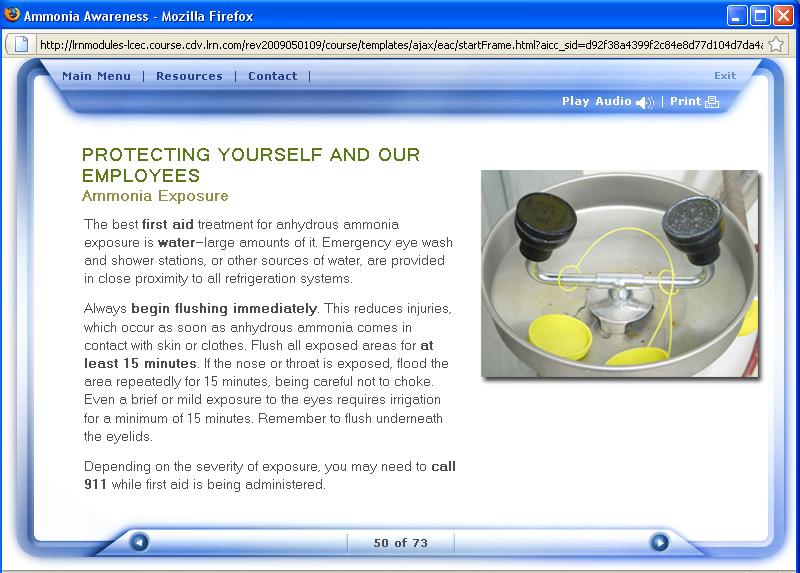 Ammonia Awareness - Mozilla Firefox
http://lrnmodules-lcec.course.cdv.lrn.com/rev2009050109/course/templates/ajax/eac/startFrame.html?aicc_sid=d92f38a4399f2c84e8d77d104d7da4a
Main Menu | Resources | Contact | Exit
Play Audio | Print
PROTECTING YOURSELF AND OUR
EMPLOYEES
Ammonia Exposure
The best first aid treatment for anhydrous ammonia
exposure is water–large amounts of it. Emergency eye wash
and shower stations, or other sources of water, are provided
in close proximity to all refrigeration systems.
Always begin flushing immediately. This reduces injuries,
which occur as soon as anhydrous ammonia comes in
contact with skin or clothes. Flush all exposed areas for at
least 15 minutes. If the nose or throat is exposed, flood the
area repeatedly for 15 minutes, being careful not to choke.
Even a brief or mild exposure to the eyes requires irrigation
for a minimum of 15 minutes. Remember to flush underneath
the eyelids.
Depending on the severity of exposure, you may need to call
911 while first aid is being administered.
50 of 73